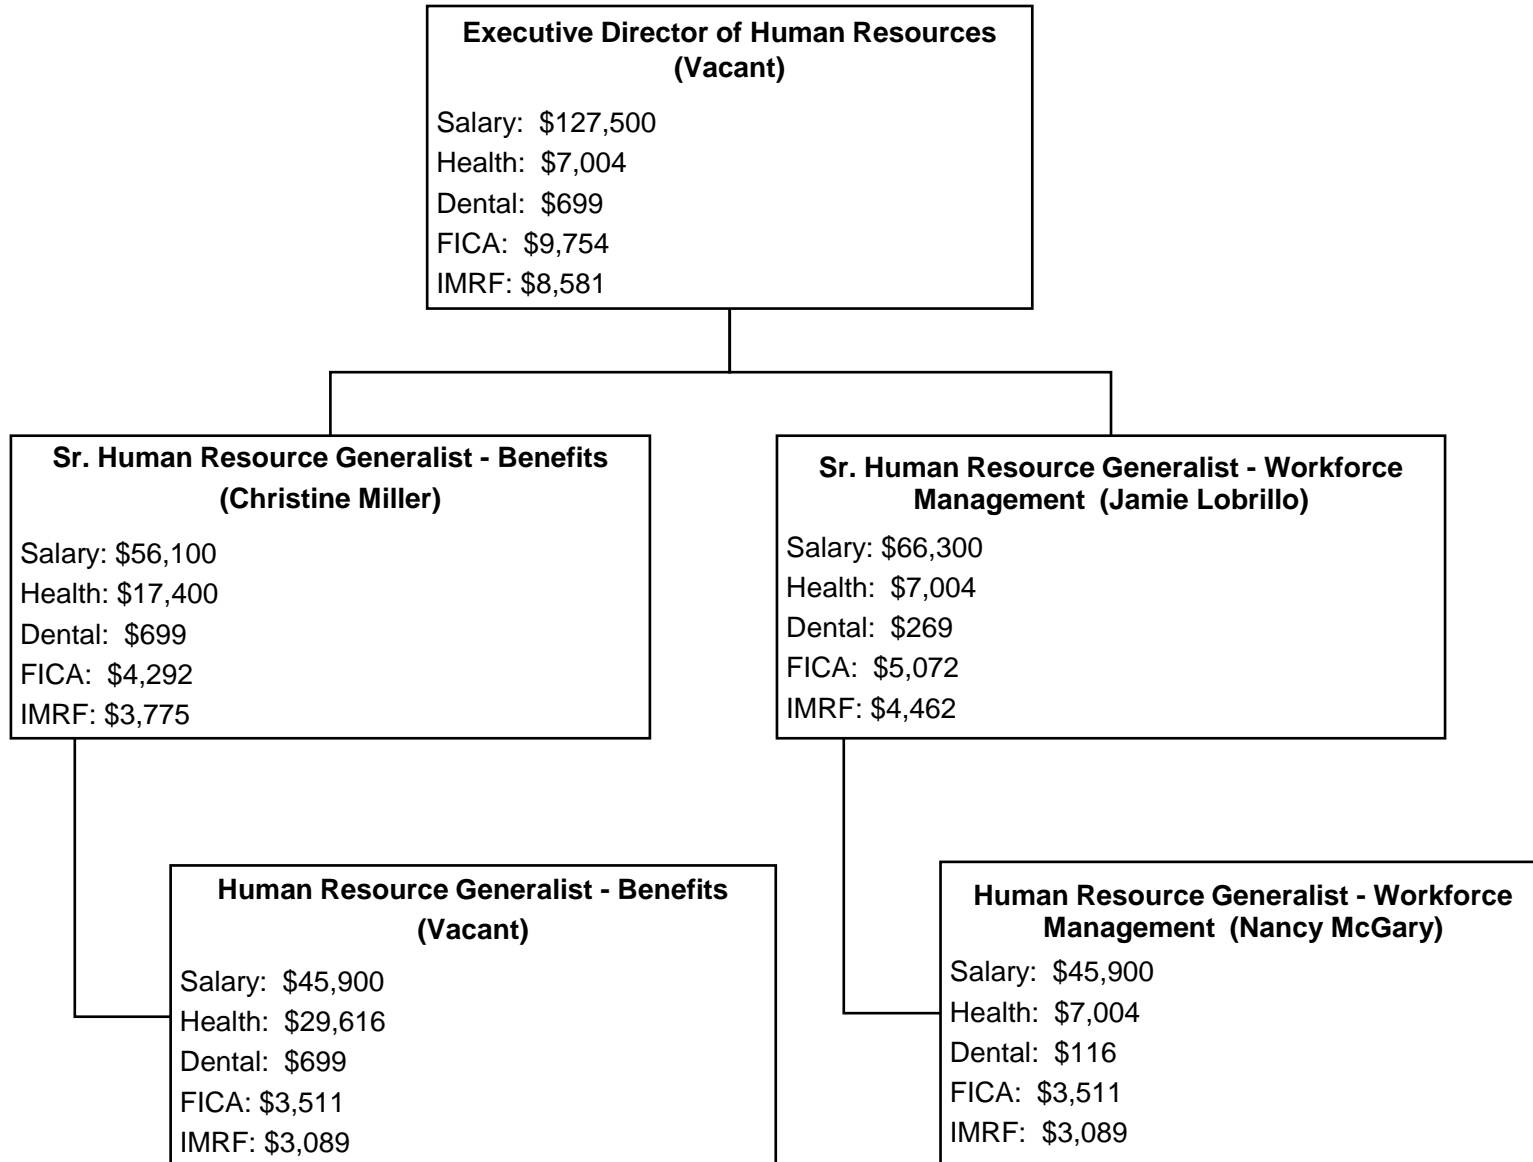 Executive Director of Human Resources
(Vacant)
Salary:  $127,500
Health:  $7,004
Dental:  $699
FICA:  $9,754
IMRF: $8,581
Sr. Human Resource Generalist - Benefits
(Christine Miller)
Salary: $56,100
Health: $17,400
Dental:  $699
FICA:  $4,292
IMRF: $3,775
Sr. Human Resource Generalist - Workforce
Management  (Jamie Lobrillo)
Salary: $66,300
Health:  $7,004
Dental:  $269
FICA:  $5,072
IMRF: $4,462
Human Resource Generalist - Benefits
(Vacant)
Salary:  $45,900
Health:  $29,616
Dental:  $699
FICA: $3,511
IMRF: $3,089
Human Resource Generalist - Workforce
Management  (Nancy McGary)
Salary:  $45,900
Health:  $7,004
Dental:  $116
FICA:  $3,511
IMRF:  $3,089